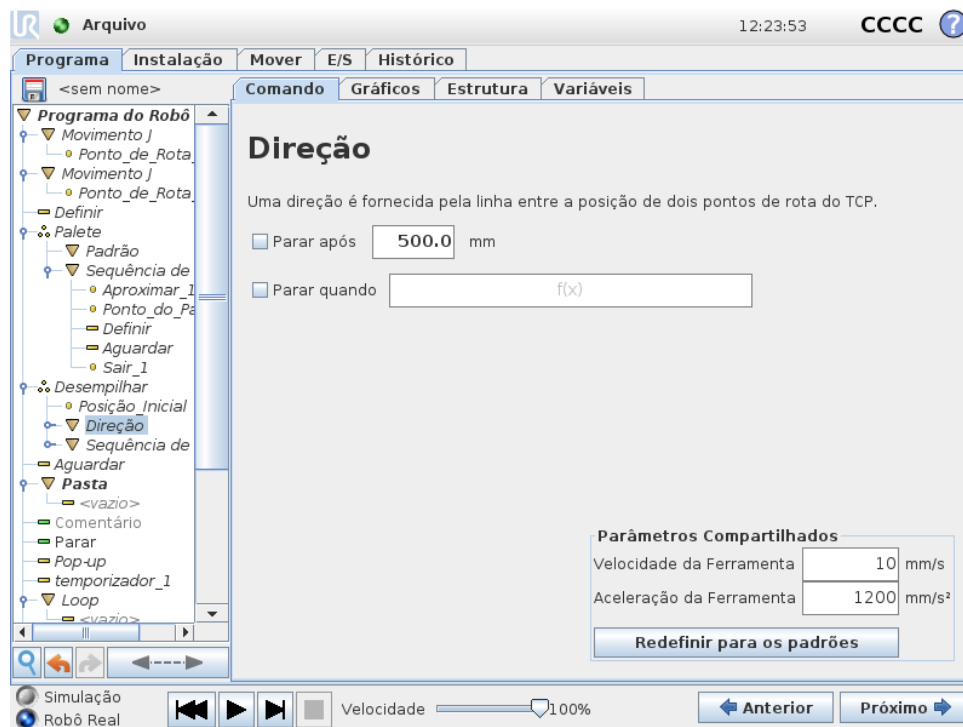 UR Arquivo 12:23:53 CCCC ?
Programa Instalação Mover E/S Histórico
<sem nome> Comando Gráficos Estrutura Variáveis
Programa do Robô
Movimento J
Ponto_de_Rota_
Movimento J
Ponto_de_Rota_
Definir
Palete
Padrão
Sequência de
Aproximar_1
Ponto_do_Pa
Definir
Aguardar
Sair_1
Desempilhar
Posição_Inicial
Direção
Sequência de
Aguardar
Pasta
<vazio>
Comentário
Parar
Pop-up
temporizador_1
Loop
<vazio>
Direção
Uma direção é fornecida pela linha entre a posição de dois pontos de rota do TCP.
Parar após 500.0 mm
Parar quando f(x)
Parâmetros Compartilhados
Velocidade da Ferramenta 10 mm/s
Aceleração da Ferramenta 1200 mm/s²
Redefinir para os padrões
Simulação
Robô Real
Velocidade 100%
Anterior Próximo